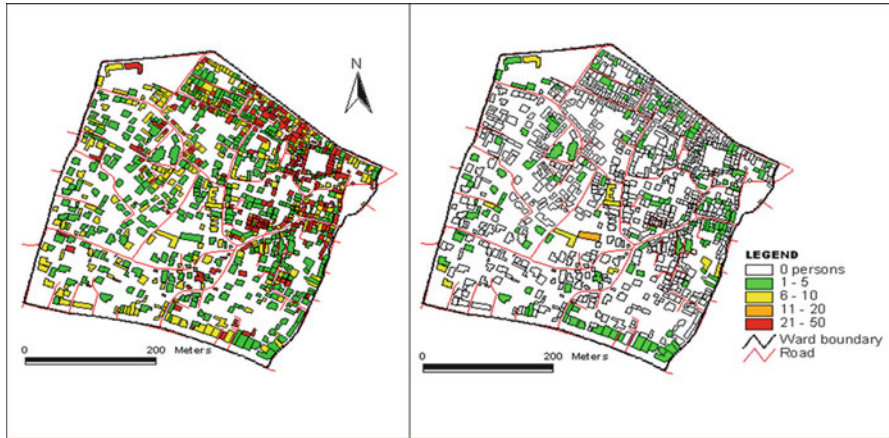 N
0 200 Meters
0 200 Meters
LEGEND
0 persons
1 - 5
6 - 10
11 - 20
21 - 50
Ward boundary
Road